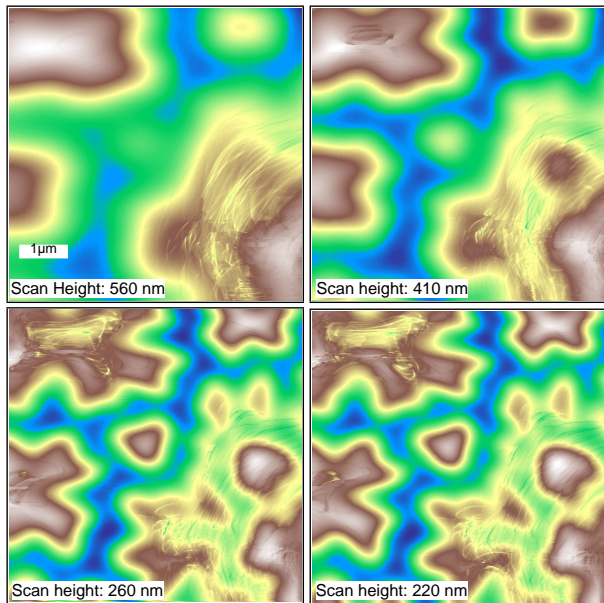 1µm
Scan Height: 560 nm
Scan height: 410 nm
Scan height: 260 nm
Scan height: 220 nm